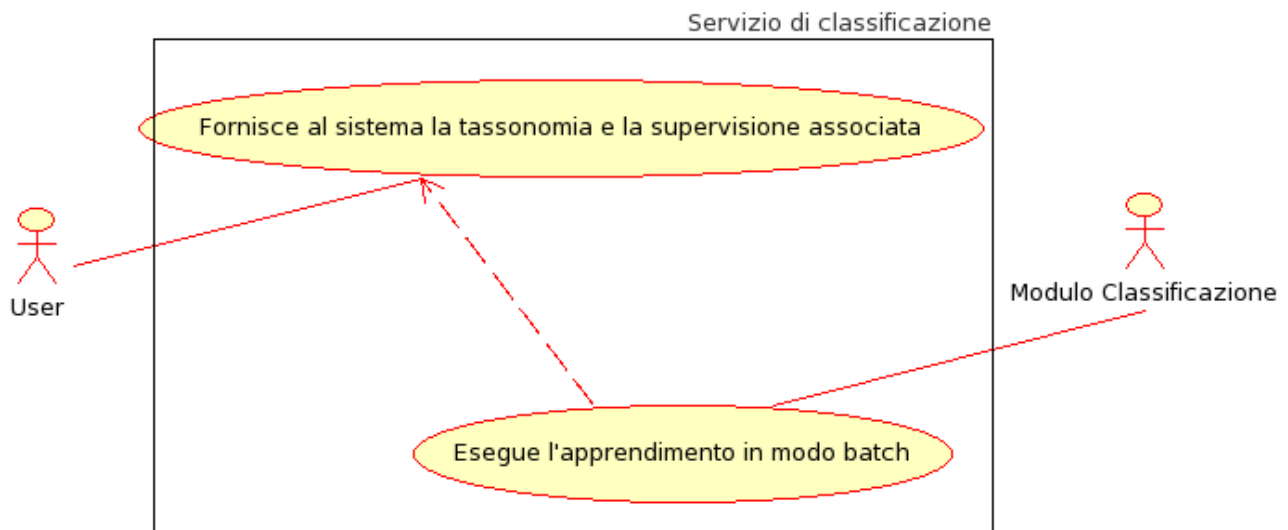 Servizio di classificazione
Fornisce al sistema la tassonomia e la supervisione associata
User
Modulo Classificazione
Esegue l'apprendimento in modo batch